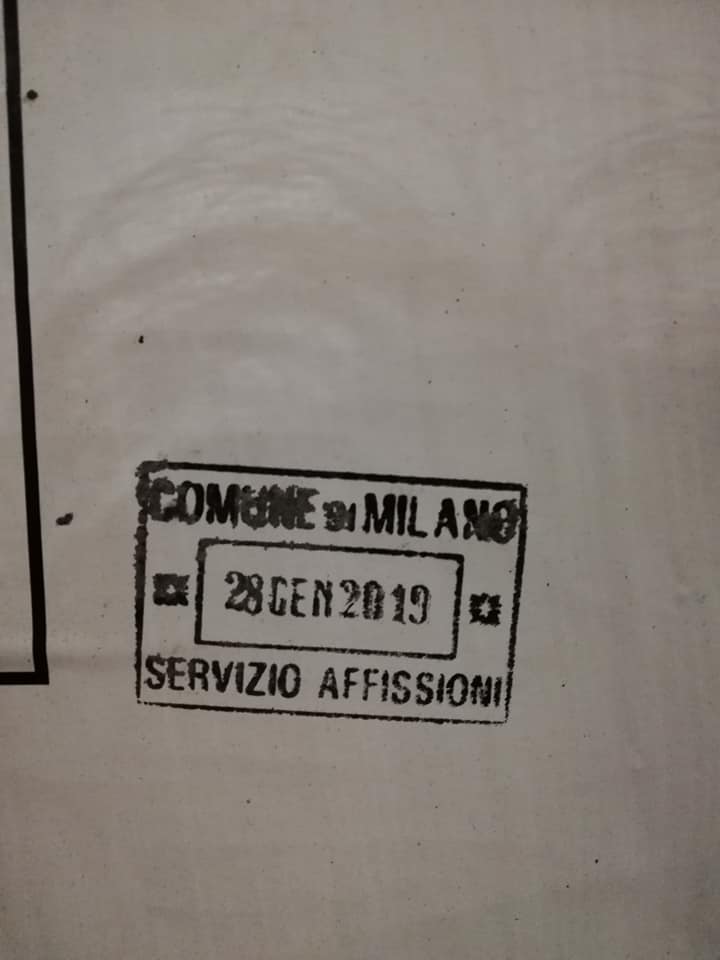 COMUNE DI MILANO
28 GEN 2019
SERVIZIO AFFISSIONI